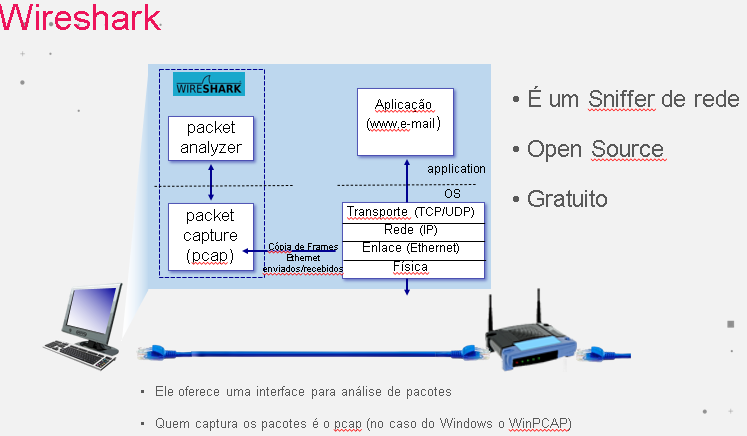 Wireshark
WIRESHARK
packet
analyzer
packet
capture
(pcap)
Aplicação
(www,e-mail)
application
OS
Transporte (TCP/UDP)
Rede (IP)
Enlace (Ethernet)
Física
Cópia de Frames
Ethernet
enviados/recebidos
• É um Sniffer de rede
• Open Source
• Gratuito
• Ele oferece uma interface para análise de pacotes
• Quem captura os pacotes é o pcap (no caso do Windows o WinPCAP)